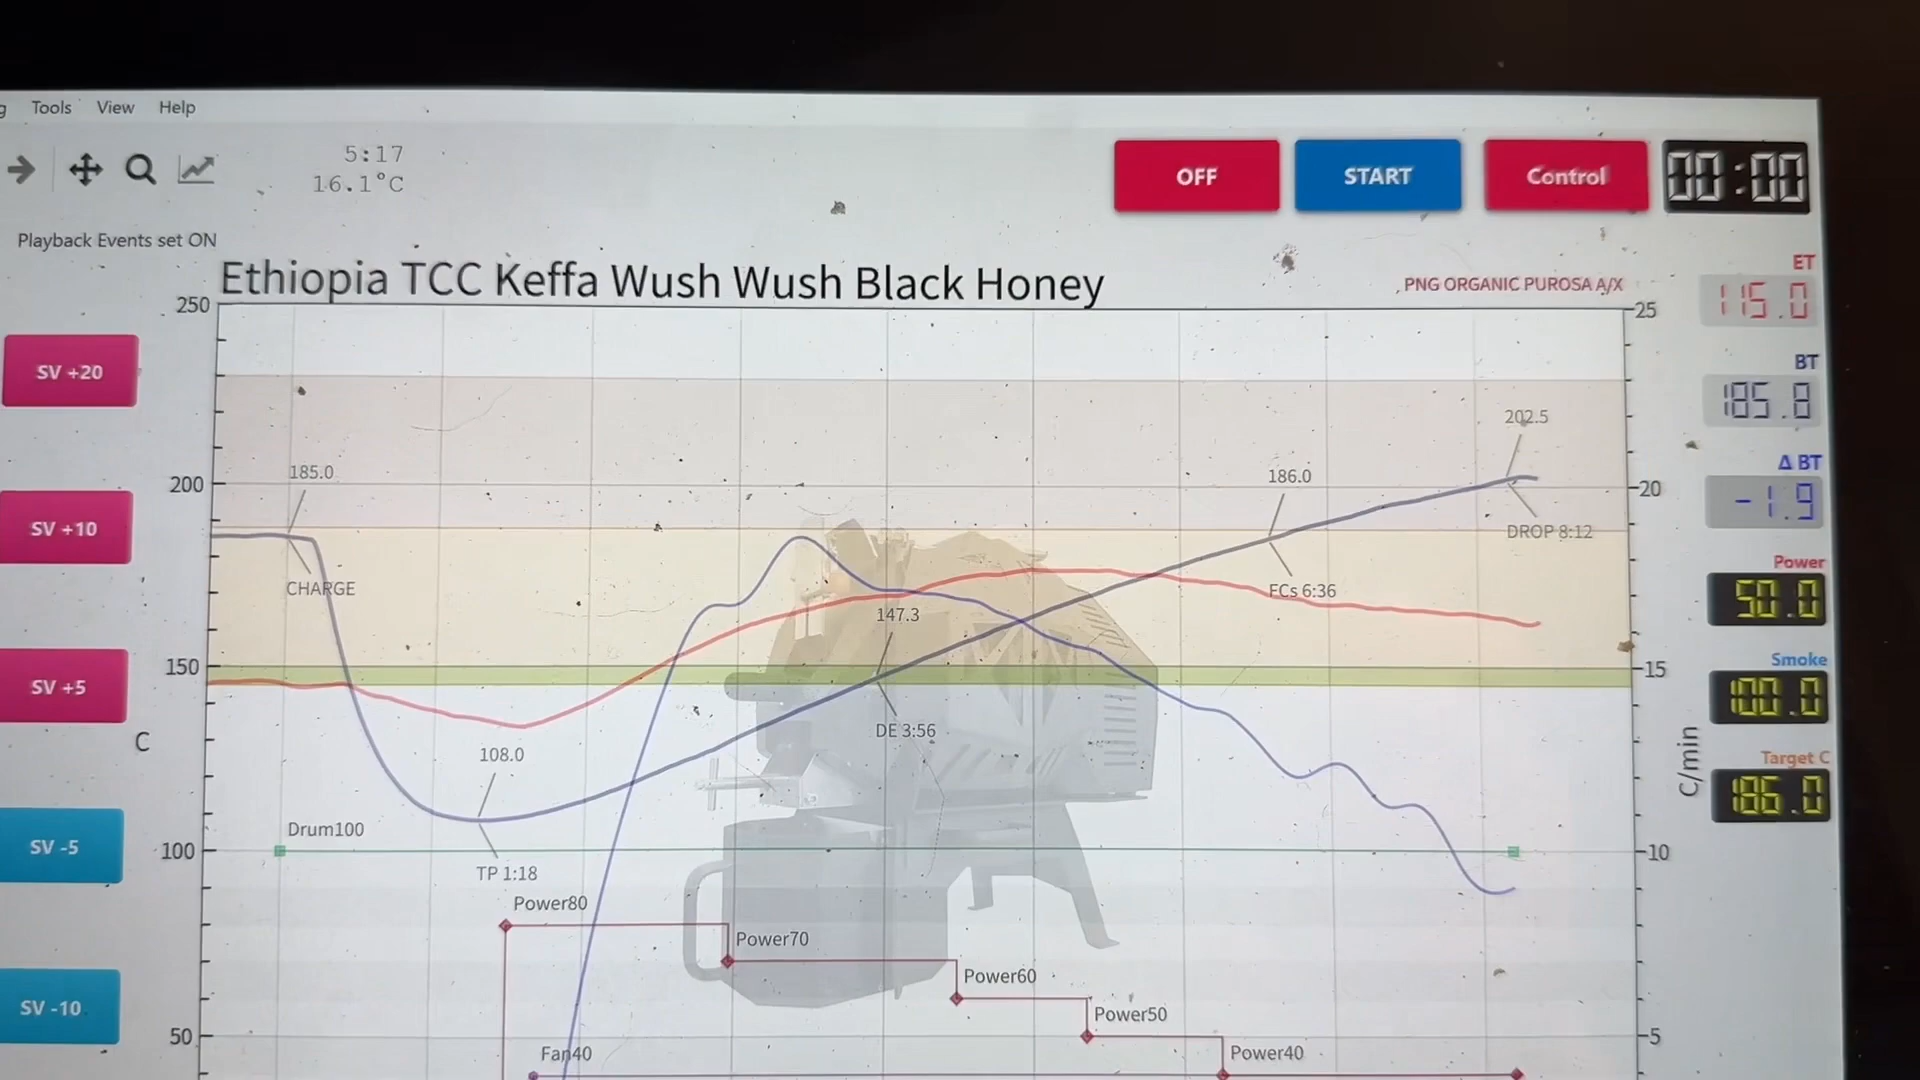 Tools View Help
5:17
16.1°C
OFF START Control 00:00
Playback Events set ON
Ethiopia TCC Keffa Wush Wush Black Honey
PNG ORGANIC PUROSA A/X
ET
115.0
BT
185.8
Δ BT
-1.9
Power
50.0
Smoke
100.0
Target C
186.0
SV +20
SV +10
SV +5
SV -5
SV -10
250
200
150
100
50
C
25
20
15
10
5
C/min
185.0
CHARGE
108.0
TP 1:18
147.3
DE 3:56
186.0
FCs 6:36
202.5
DROP 8:12
Drum100
Power80
Power70
Power60
Power50
Power40
Fan40